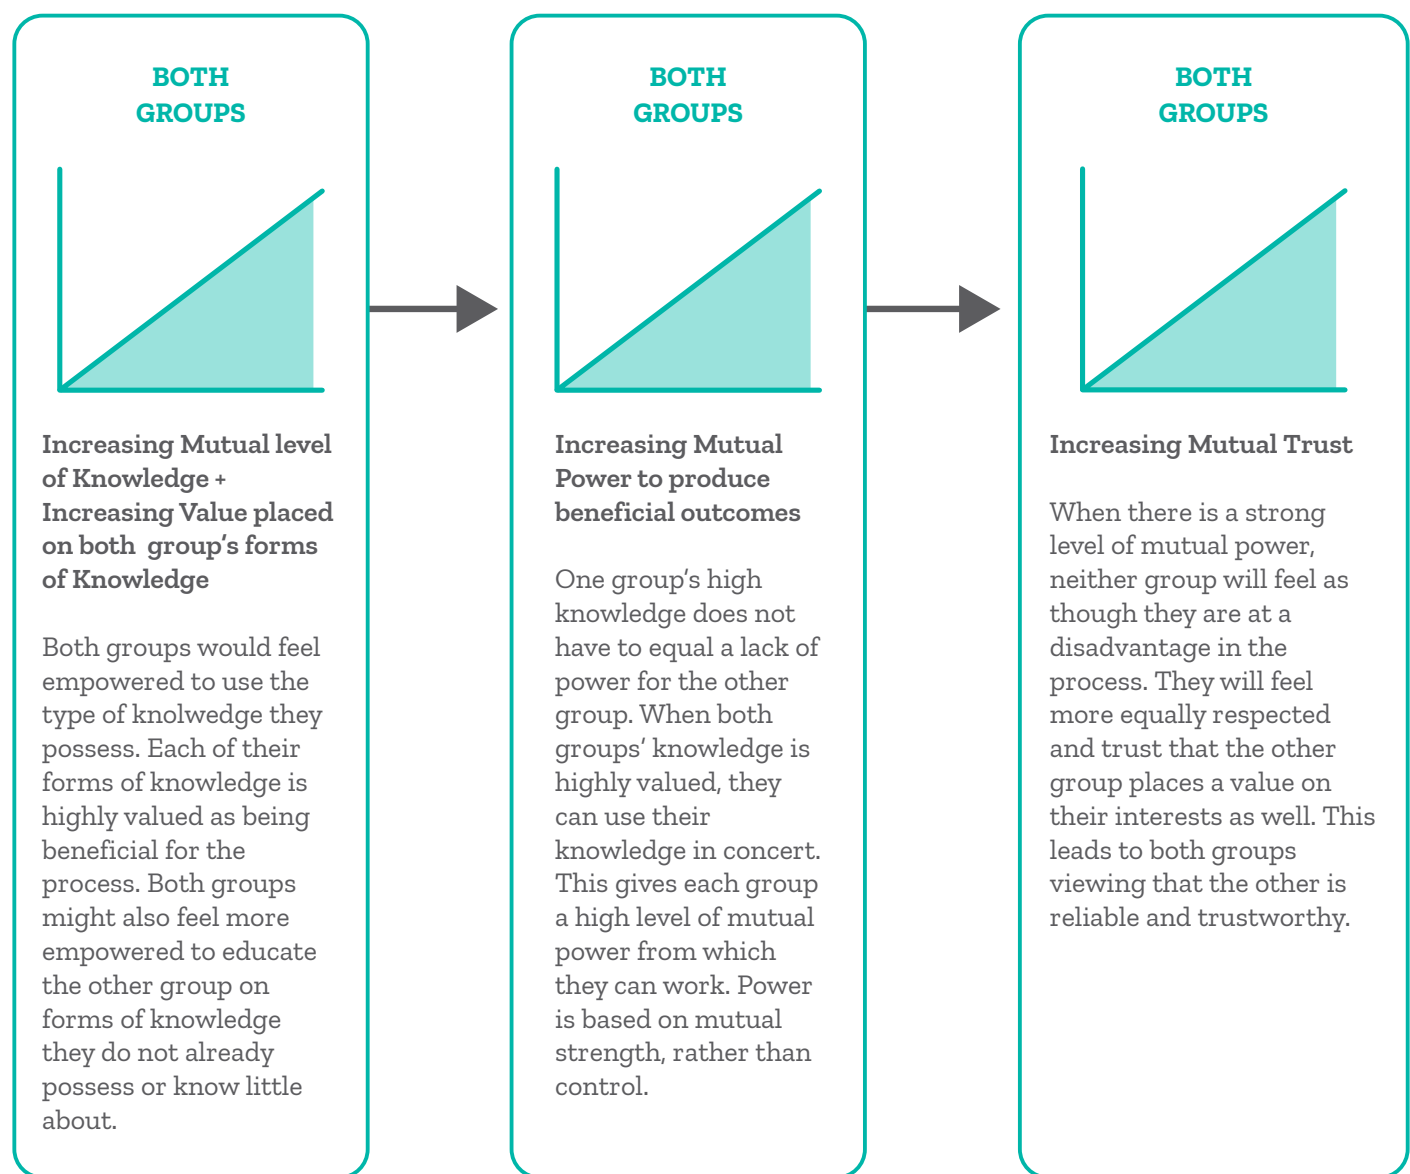 BOTH
GROUPS
Increasing Mutual level
of Knowledge +
Increasing Value placed
on both group's forms
of Knowledge
Both groups would feel
empowered to use the
type of knolwedge they
possess. Each of their
forms of knowledge is
highly valued as being
beneficial for the
process. Both groups
might also feel more
empowered to educate
the other group on
forms of knowledge
they do not already
possess or know little
about.
BOTH
GROUPS
Increasing Mutual
Power to produce
beneficial outcomes
One group's high
knowledge does not
have to equal a lack of
power for the other
group. When both
groups' knowledge is
highly valued, they
can use their
knowledge in concert.
This gives each group
a high level of mutual
power from which
they can work. Power
is based on mutual
strength, rather than
control.
BOTH
GROUPS
Increasing Mutual Trust
When there is a strong
level of mutual power,
neither group will feel as
though they are at a
disadvantage in the
process. They will feel
more equally respected
and trust that the other
group places a value on
their interests as well. This
leads to both groups
viewing that the other is
reliable and trustworthy.